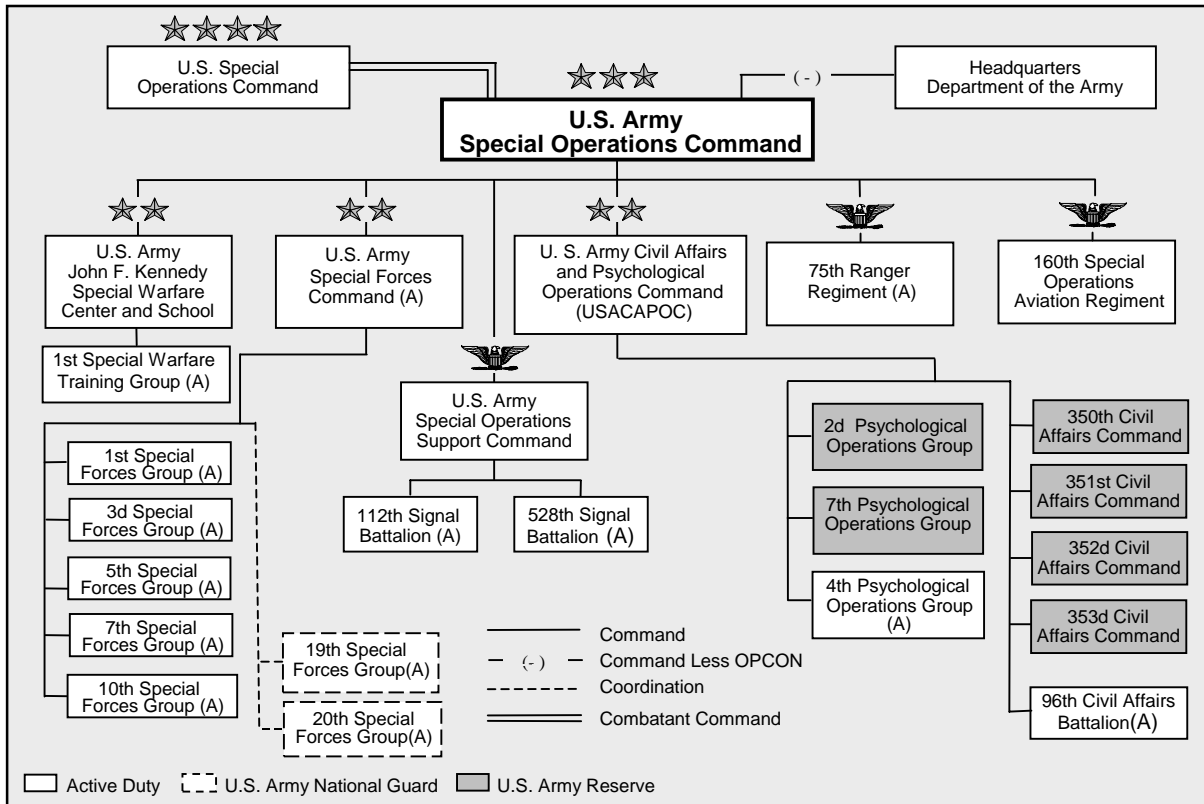 U.S. Special
Operations Command
( - )
Headquarters
Department of the Army
U.S. Army
Special Operations Command
U.S. Army
John F. Kennedy
Special Warfare
Center and School
U.S. Army
Special Forces
Command (A)
U. S. Army Civil Affairs
and Psychological
Operations Command
(USACAPOC)
75th Ranger
Regiment (A)
160th Special
Operations
Aviation Regiment
1st Special Warfare
Training Group (A)
U.S. Army
Special Operations
Support Command
112th Signal
Battalion (A)
528th Signal
Battalion (A)
1st Special
Forces Group (A)
3d Special
Forces Group (A)
5th Special
Forces Group (A)
7th Special
Forces Group (A)
10th Special
Forces Group (A)
19th Special
Forces Group(A)
20th Special
Forces Group(A)
2d Psychological
Operations Group
7th Psychological
Operations Group
4th Psychological
Operations Group
(A)
350th Civil
Affairs Command
351st Civil
Affairs Command
352d Civil
Affairs Command
353d Civil
Affairs Command
96th Civil Affairs
Battalion(A)
Command
(-) Command Less OPCON
Coordination
Combatant Command
Active Duty U.S. Army National Guard U.S. Army Reserve